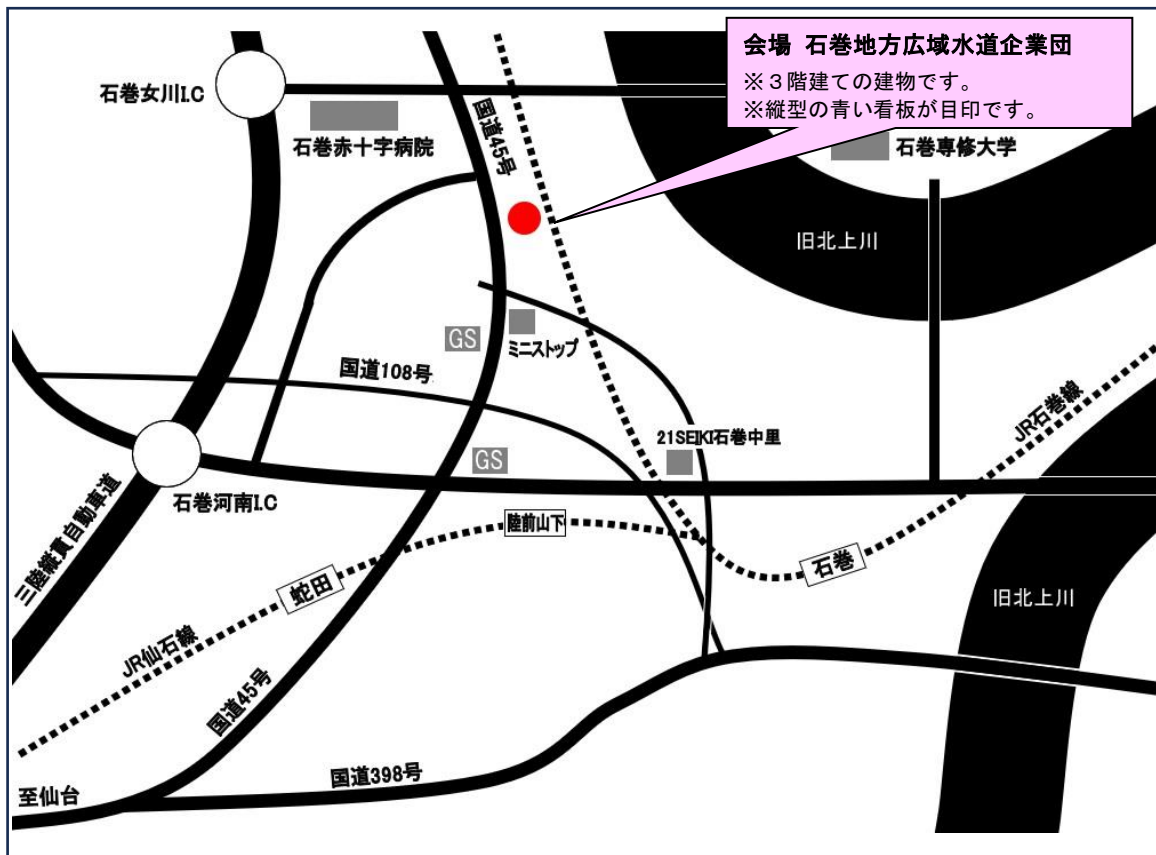 会場 石巻地方広域水道企業団
※３階建ての建物です。
※縦型の青い看板が目印です。
石巻女川I.C
石巻赤十字病院
国道45号
石巻専修大学
旧北上川
GS
ミニストップ
国道108号
21SEIKI石巻中里
JR石巻線
GS
石巻河南I.C
三陸縦貫自動車道
陸前山下
石巻
蛇田
旧北上川
JR仙石線
国道45号
国道398号
至仙台